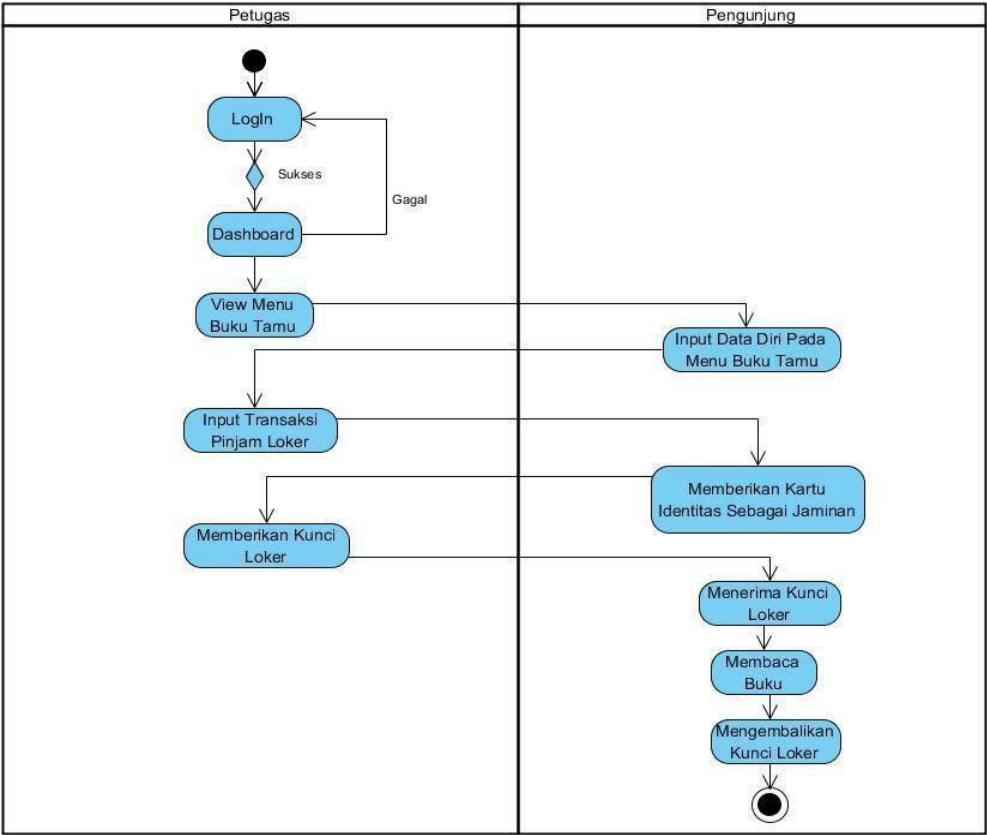 Petugas
Pengunjung
LogIn
Sukses
Gagal
Dashboard
View Menu
Buku Tamu
Input Data Diri Pada
Menu Buku Tamu
Input Transaksi
Pinjam Loker
Memberikan Kartu
Identitas Sebagai Jaminan
Memberikan Kunci
Loker
Menerima Kunci
Loker
Membaca
Buku
Mengembalikan
Kunci Loker